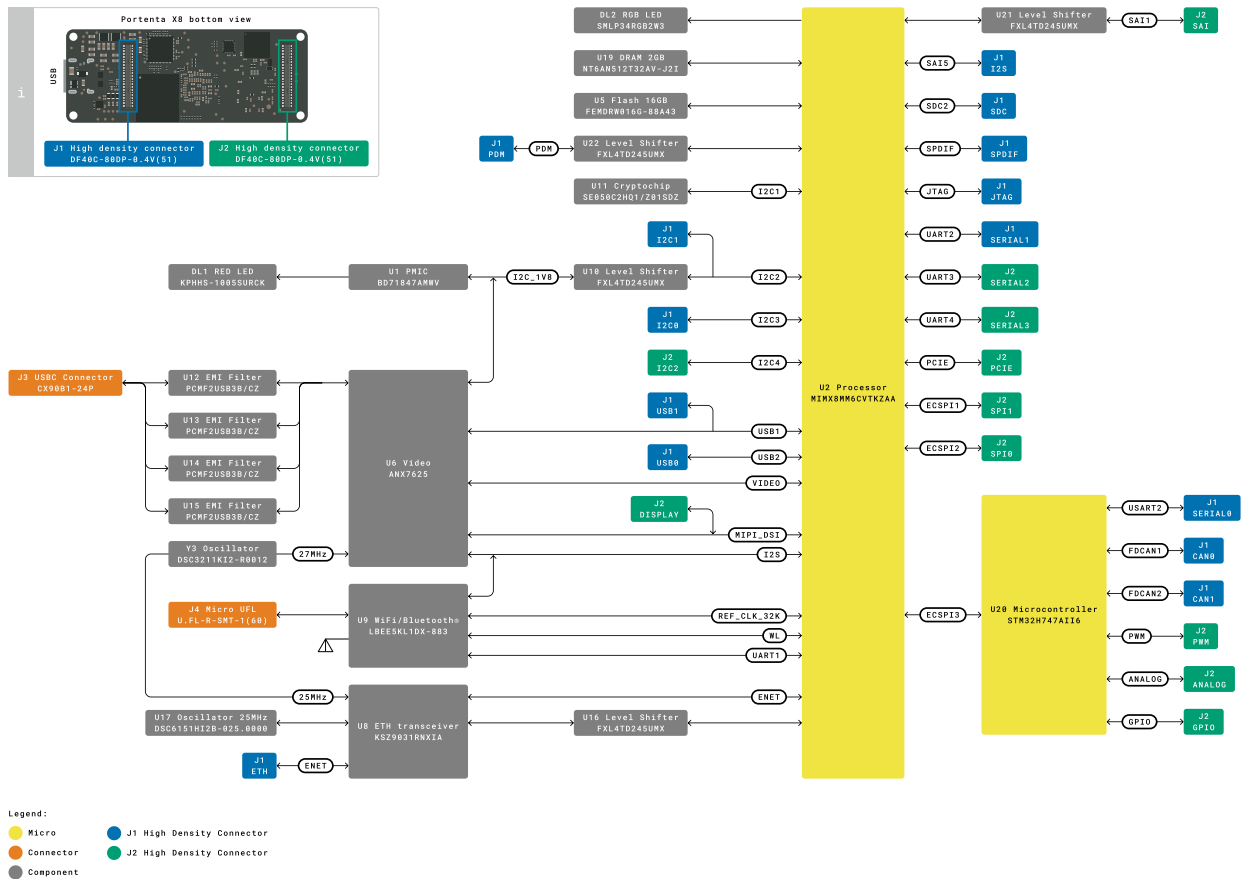 Portenta X8 bottom view
USB
i
J1 High density connector
DF40C-80DP-0.4V(51)
J2 High density connector
DF40C-80DP-0.4V(51)
DL2 RGB LED
SMLP34RGB2W3
U19 DRAM 2GB
NT6AN512T32AV-J2I
U5 Flash 16GB
FEMDRW016G-88A43
J1
PDM
PDM
U22 Level Shifter
FXL4TD245UMX
U11 Cryptochip
SE050C2HQ1/Z01SDZ
I2C1
J1
I2C1
DL1 RED LED
KPHHS-1005SURCK
U1 PMIC
BD71847AMWV
I2C_1V8
U10 Level Shifter
FXL4TD245UMX
I2C2
J1
I2C0
I2C3
J2
I2C2
I2C4
J3 USBC Connector
CX90B1-24P
U12 EMI Filter
PCMF2USB3B/CZ
U13 EMI Filter
PCMF2USB3B/CZ
U14 EMI Filter
PCMF2USB3B/CZ
U15 EMI Filter
PCMF2USB3B/CZ
U6 Video
ANX7625
J1
USB1
USB1
J1
USB0
USB2
VIDEO
J2
DISPLAY
MIPI_DSI
I2S
Y3 Oscillator
DSC3211KI2-R0012
27MHz
J4 Micro UFL
U.FL-R-SMT-1(60)
U9 WiFi/Bluetooth®
LBEE5KL1DX-883
REF_CLK_32K
WL
UART1
25MHz
ENET
U17 Oscillator 25MHz
DSC6151HI2B-025.0000
U8 ETH transceiver
KSZ9031RNXIA
U16 Level Shifter
FXL4TD245UMX
J1
ETH
ENET
U2 Processor
MIMX8MM6CVTKZAA
U21 Level Shifter
FXL4TD245UMX
SAI1
J2
SAI
SAI5
J1
I2S
SDC2
J1
SDC
SPDIF
J1
SPDIF
JTAG
J1
JTAG
UART2
J1
SERIAL1
UART3
J2
SERIAL2
UART4
J2
SERIAL3
PCIE
J2
PCIE
ECSPI1
J2
SPI1
ECSPI2
J2
SPI0
ECSPI3
U20 Microcontroller
STM32H747AII6
USART2
J1
SERIAL0
FDCAN1
J1
CAN0
FDCAN2
J1
CAN1
PWM
J2
PWM
ANALOG
J2
ANALOG
GPIO
J2
GPIO
Legend:
Micro
Connector
Component
J1 High Density Connector
J2 High Density Connector